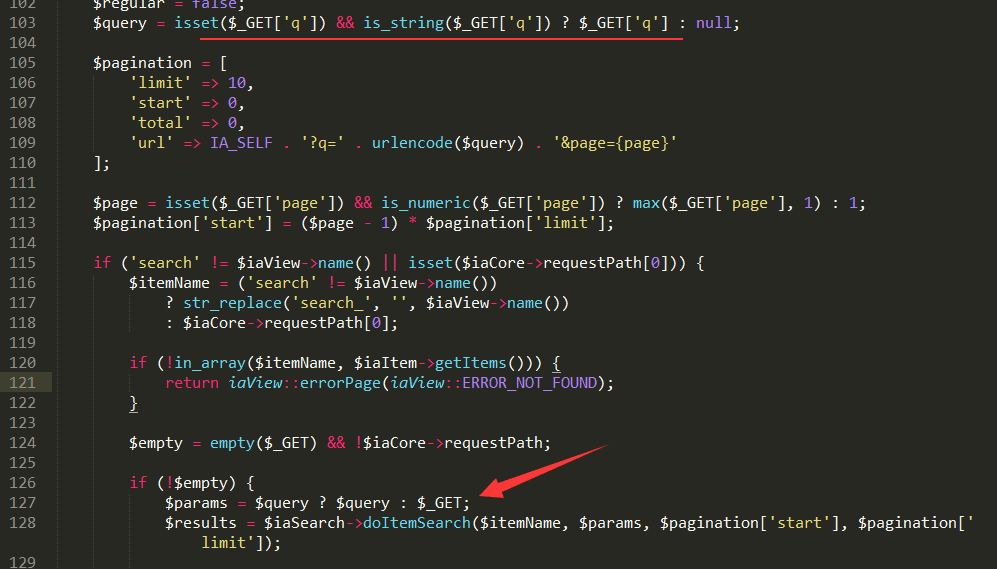 102 $regular = false;
103 $query = isset($_GET['q']) && is_string($_GET['q']) ? $_GET['q'] : null;
104
105 $pagination = [
106 'limit' => 10,
107 'start' => 0,
108 'total' => 0,
109 'url' => IA_SELF . '?q=' . urlencode($query) . '&page={page}'
110 ];
111
112 $page = isset($_GET['page']) && is_numeric($_GET['page']) ? max($_GET['page'], 1) : 1;
113 $pagination['start'] = ($page - 1) * $pagination['limit'];
114
115 if ('search' != $iaView->name() || isset($iaCore->requestPath[0])) {
116 $itemName = ('search' != $iaView->name())
117 ? str_replace('search_', '', $iaView->name())
118 : $iaCore->requestPath[0];
119
120 if (!in_array($itemName, $iaItem->getItems())) {
121 return iaView::errorPage(iaView::ERROR_NOT_FOUND);
122 }
123
124 $empty = empty($_GET) && !$iaCore->requestPath;
125
126 if (!$empty) {
127 $params = $query ? $query : $_GET;
128 $results = $iaSearch->doItemSearch($itemName, $params, $pagination['start'], $pagination['
limit']);
129